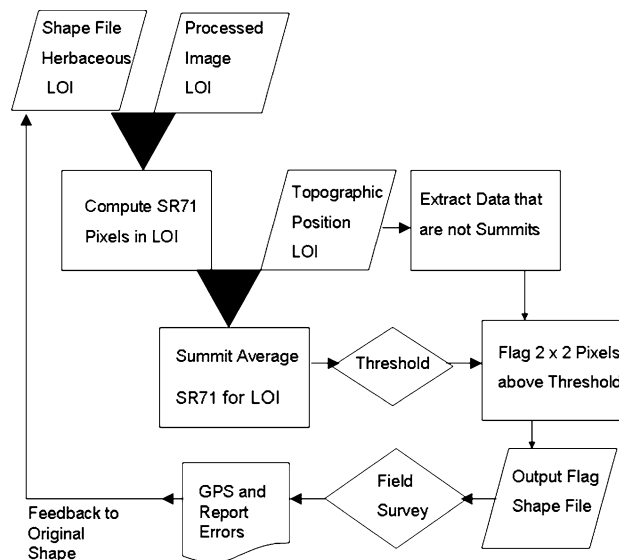 Shape File
Herbaceous
LOI
Processed
Image
LOI
Compute SR71
Pixels in LOI
Topographic
Position
LOI
Extract Data that
are not Summits
Summit Average
SR71 for LOI
Threshold
Flag 2 x 2 Pixels
above Threshold
Output Flag
Shape File
Field
Survey
GPS and
Report
Errors
Feedback to
Original
Shape